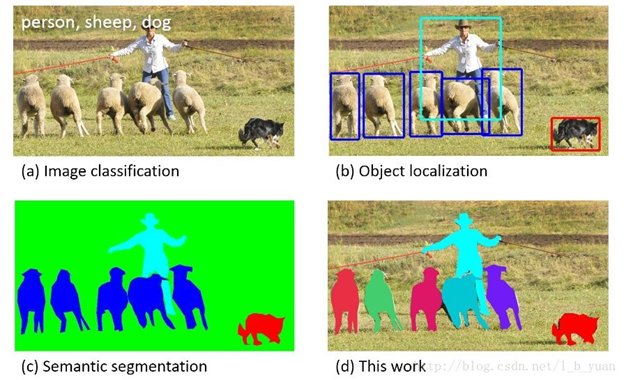 person, sheep, dog
(a) Image classification
(b) Object localization
(c) Semantic segmentation
(d) This work
http://blog.csdn.net/l_b_yuan